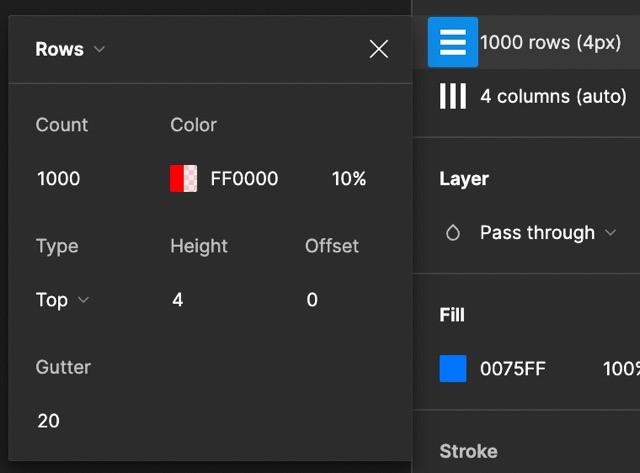 Rows
Count Color
1000 FF0000 10%
Type Height Offset
Top 4 0
Gutter
20
1000 rows (4px)
4 columns (auto)
Layer
Pass through
Fill
0075FF 100%
Stroke